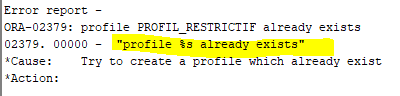 Error report -
ORA-02379: profile PROFIL_RESTRICTIF already exists
02379. 00000 -  "profile %s already exists"
*Cause:    Try to create a profile which already exist
*Action: